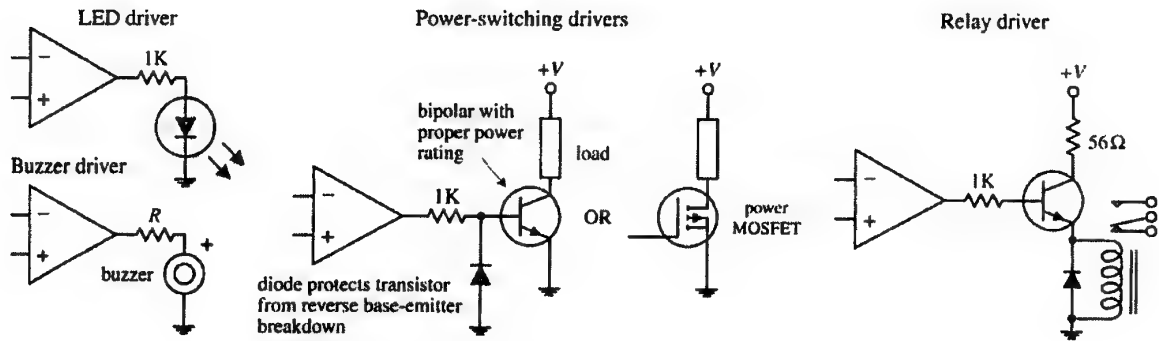 LED driver
1K
Buzzer driver
R
+
buzzer
Power-switching drivers
+V
bipolar with
proper power
rating
load
1K
diode protects transistor
from reverse base-emitter
breakdown
OR
+V
power
MOSFET
Relay driver
+V
56Ω
1K